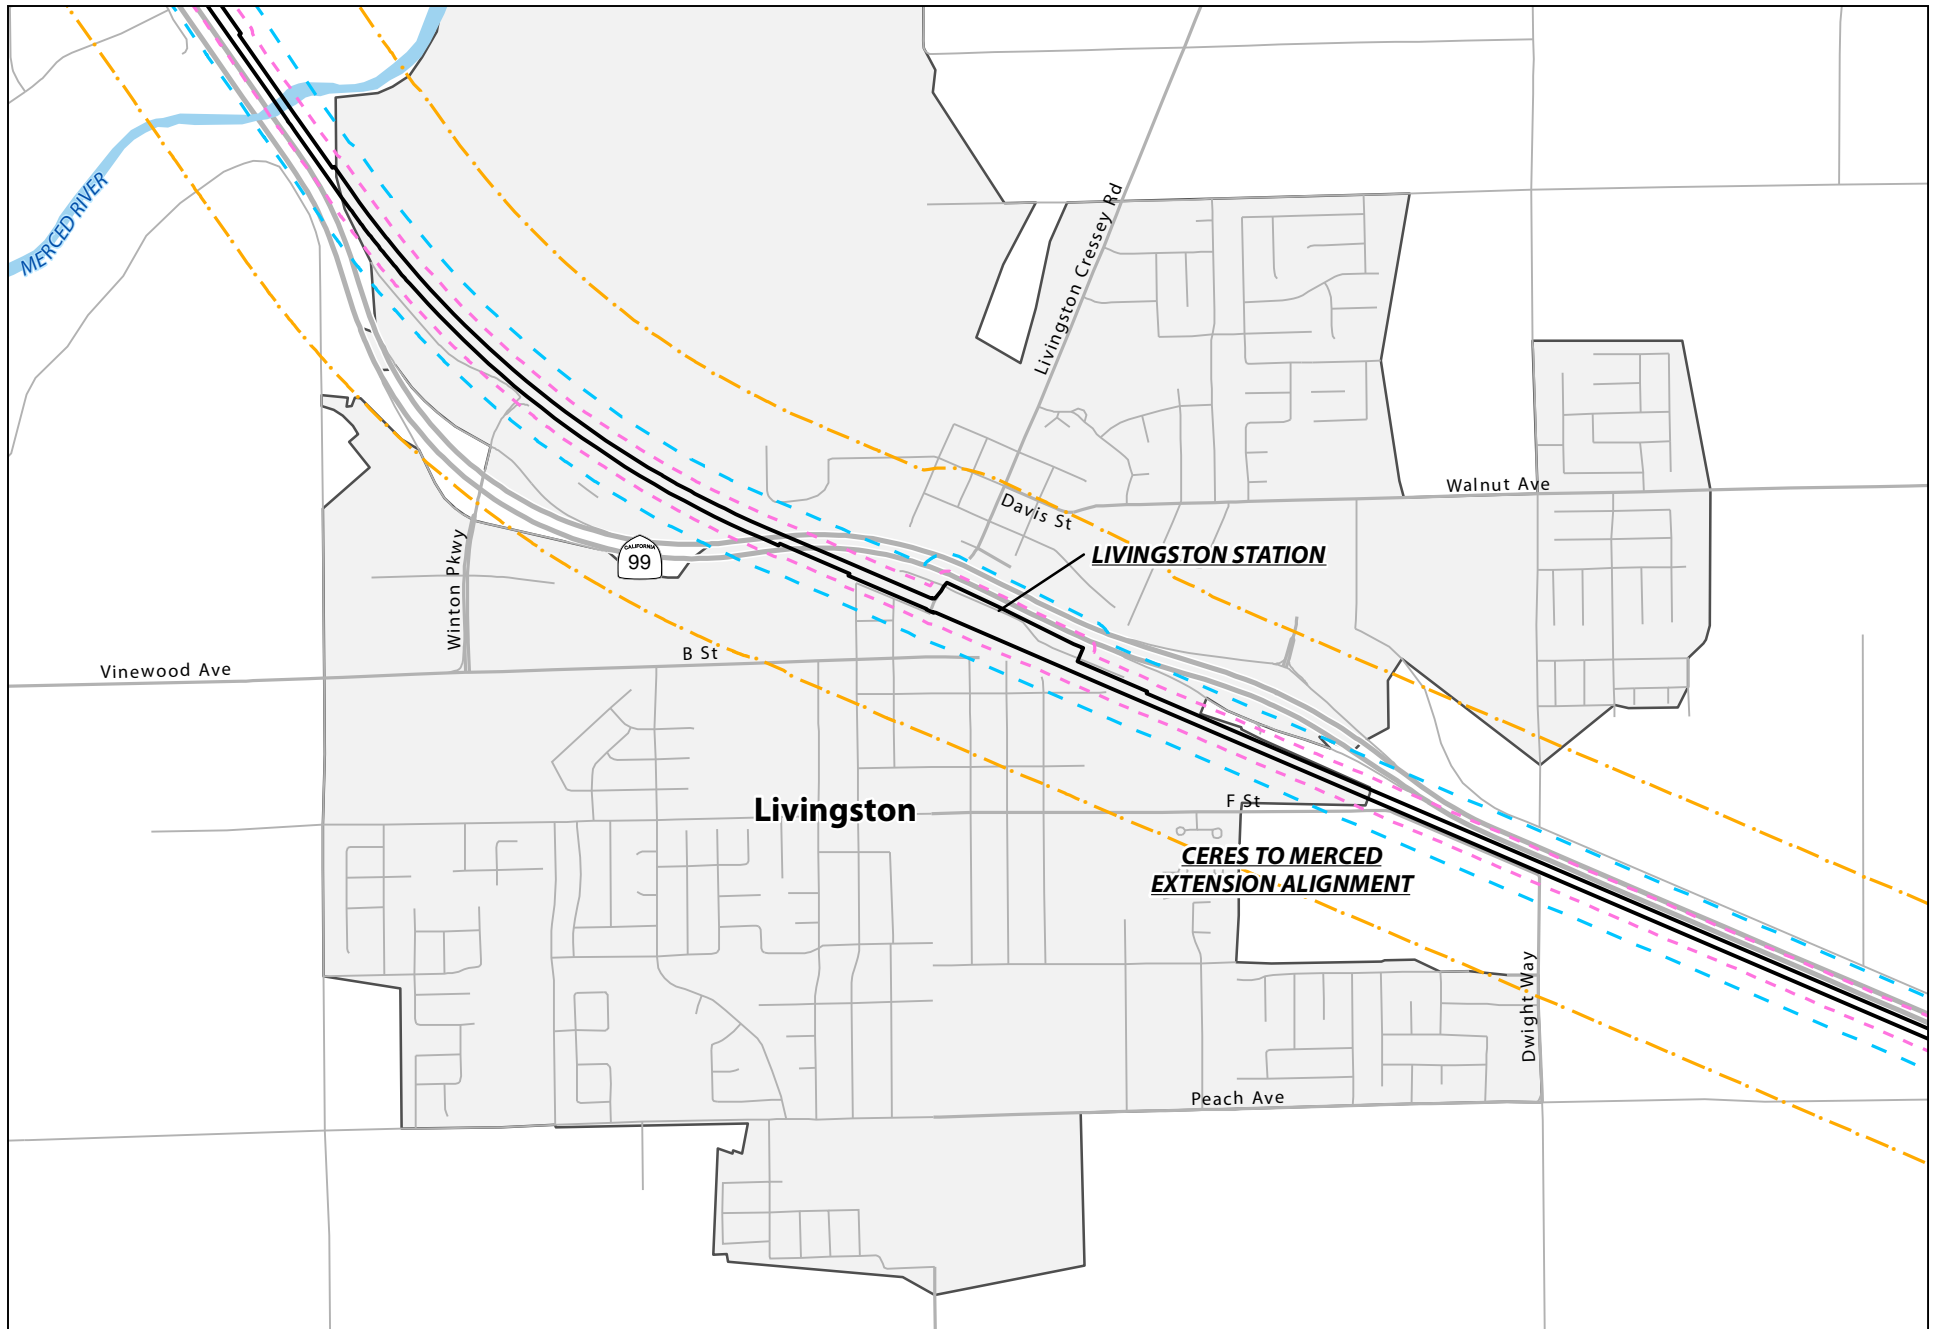 MERCED RIVER
Livingston Cressey Rd
Walnut Ave
Davis St
LIVINGSTON STATION
CALIFORNIA
99
Winton Pkwy
B St
Vinewood Ave
F St
Livingston
CERES TO MERCED
EXTENSION ALIGNMENT
Dwight Way
Peach Ave